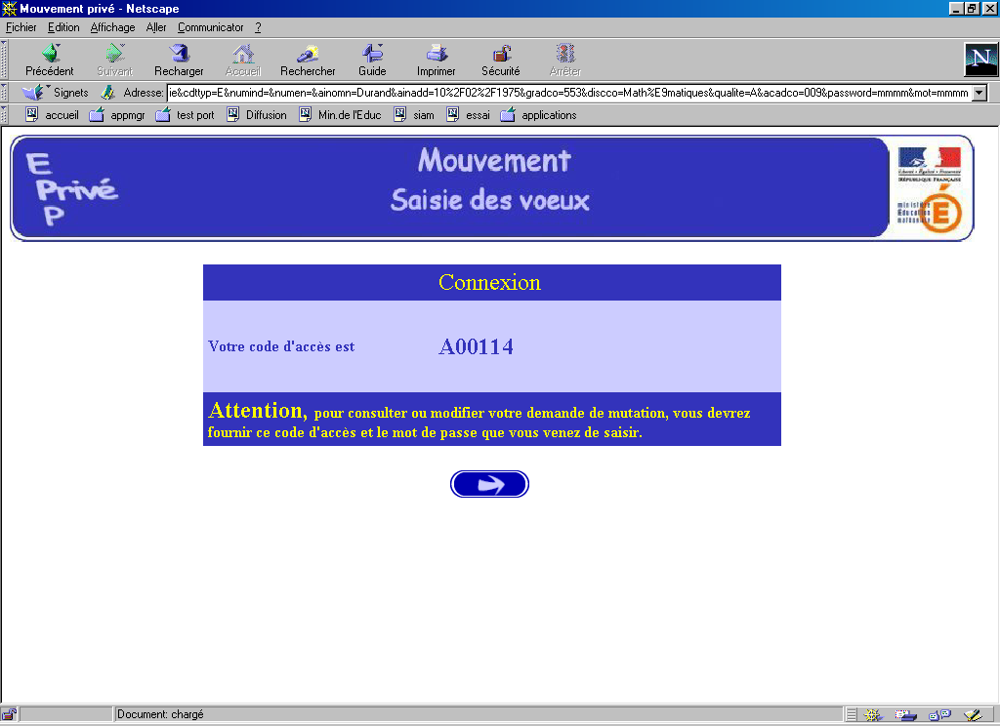 Mouvement privé - Netscape
Fichier Edition Affichage Aller Communicator ?
Précédent Suivant Recharger Accueil Rechercher Guide Imprimer Sécurité Arrêter
N
Signets Adresse: ie&cdttyp=E&numind=&numen=&ainomn=Durand&ainadd=10%2F02%2F1975&gradco=553&discco=Math%E9matiques&qualite=A&acadco=009&password=mmmm&mot=mmmm
accueil appmgr test port Diffusion Min.de l'Educ siam essai applications
E
Privé
P
Mouvement
Saisie des voeux
Liberté • Égalité • Fraternité
RÉPUBLIQUE FRANÇAISE
ministère
Éducation
nationale
É
Connexion
Votre code d'accès est A00114
Attention, pour consulter ou modifier votre demande de mutation, vous devrez
fournir ce code d'accès et le mot de passe que vous venez de saisir.
Document: chargé